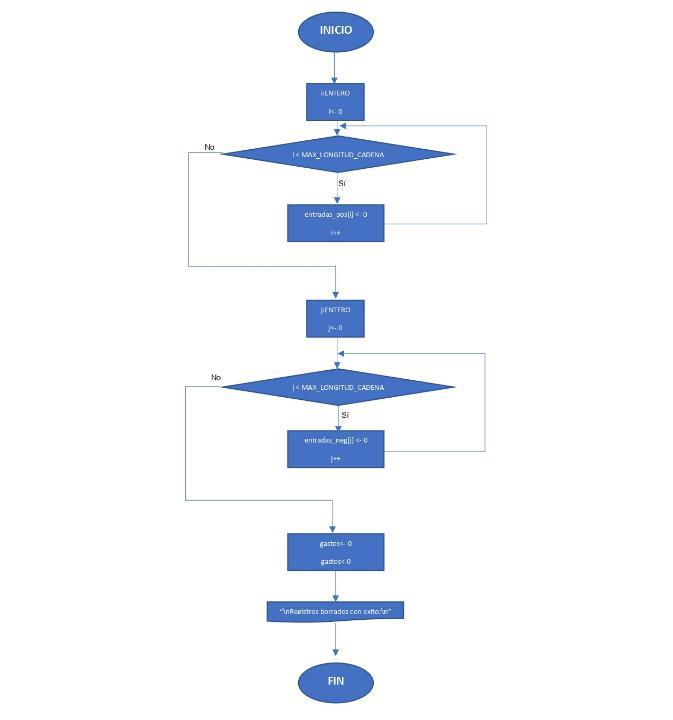 INICIO
i:ENTERO
i<- 0
No
i < MAX_LONGITUD_CADENA
Sí
entradas_pos[i] <- 0
i++
j:ENTERO
j<- 0
No
j < MAX_LONGITUD_CADENA
Sí
entradas_neg[j] <- 0
j++
gastos<- 0
gastos< 0
"\nRegistros borrados con exito:\n"
FIN